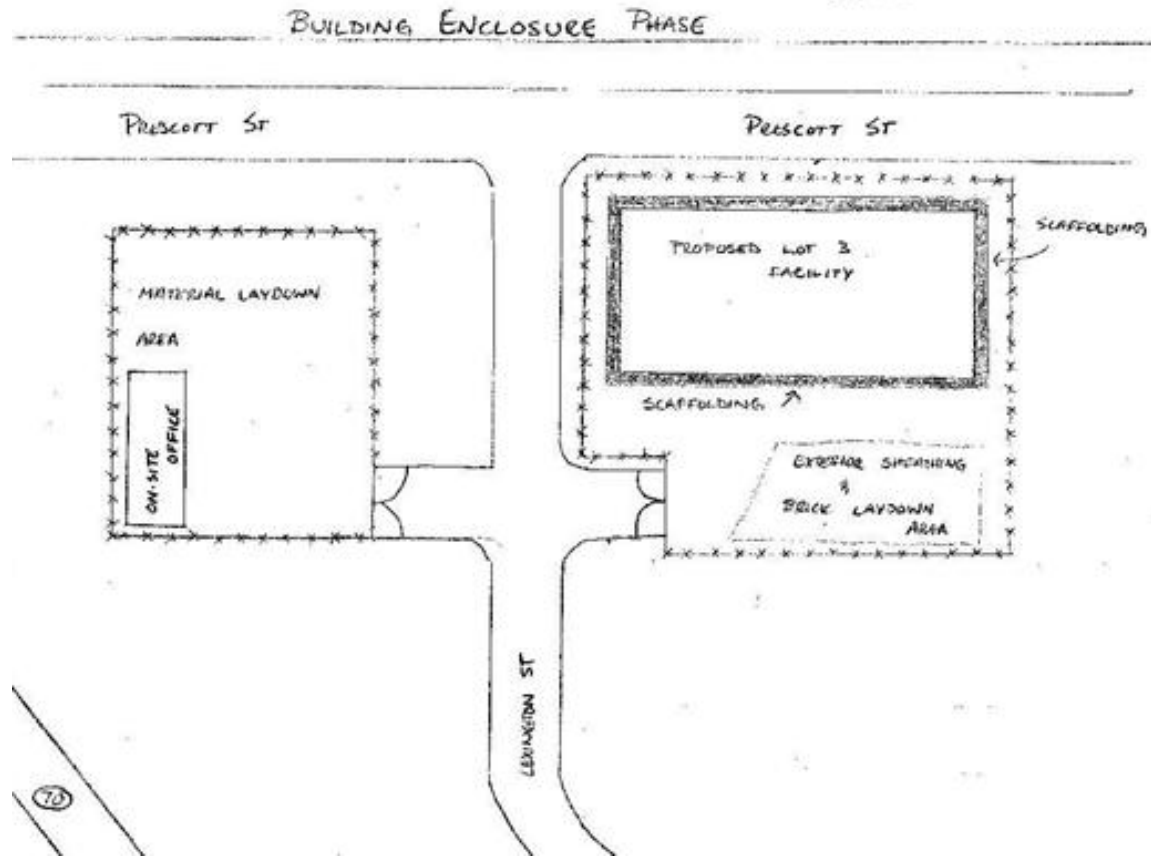 BUILDING ENCLOSURE PHASE
PRESCOTT ST
PRESCOTT ST
SCAFFOLDING
PROPOSED LOT 3
FACILITY
MATERIAL LAYDOWN
AREA
ON-SITE
OFFICE
SCAFFOLDING
EXTERIOR SHEATHING
&
BRICK LAYDOWN
AREA
LEXINGTON ST
70